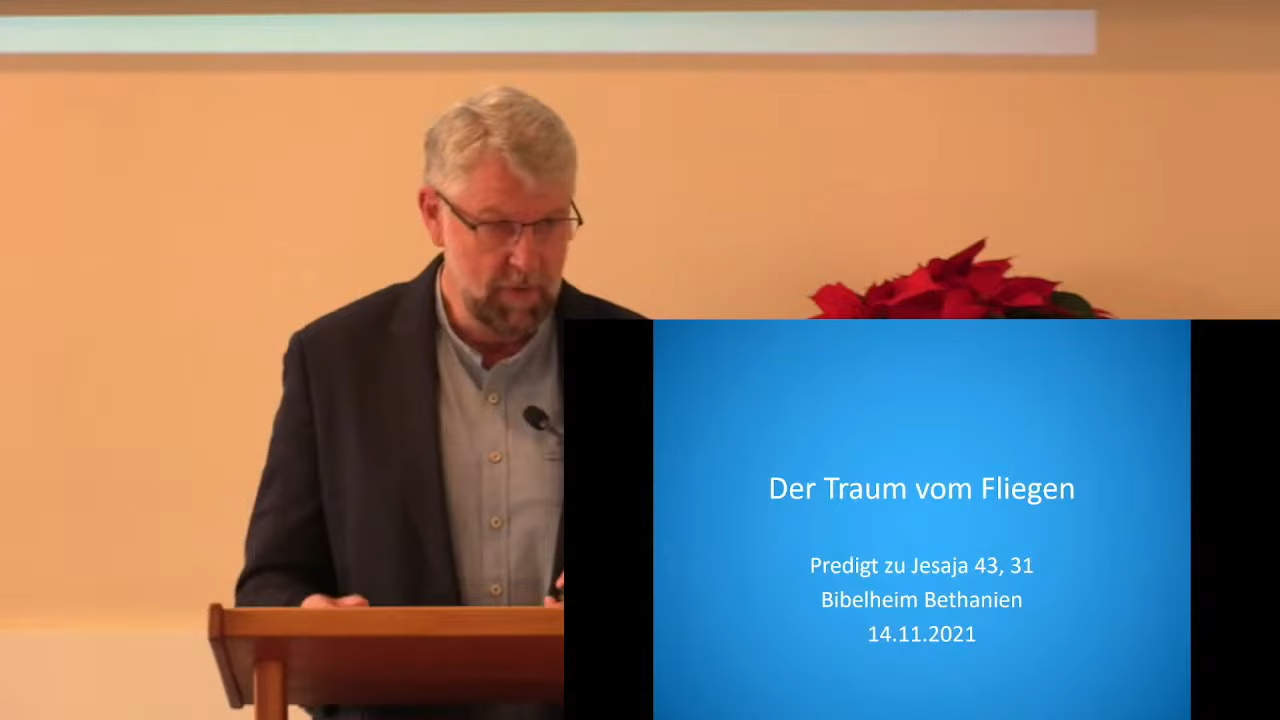 Der Traum vom Fliegen
Predigt zu Jesaja 43, 31
Bibelheim Bethanien
14.11.2021